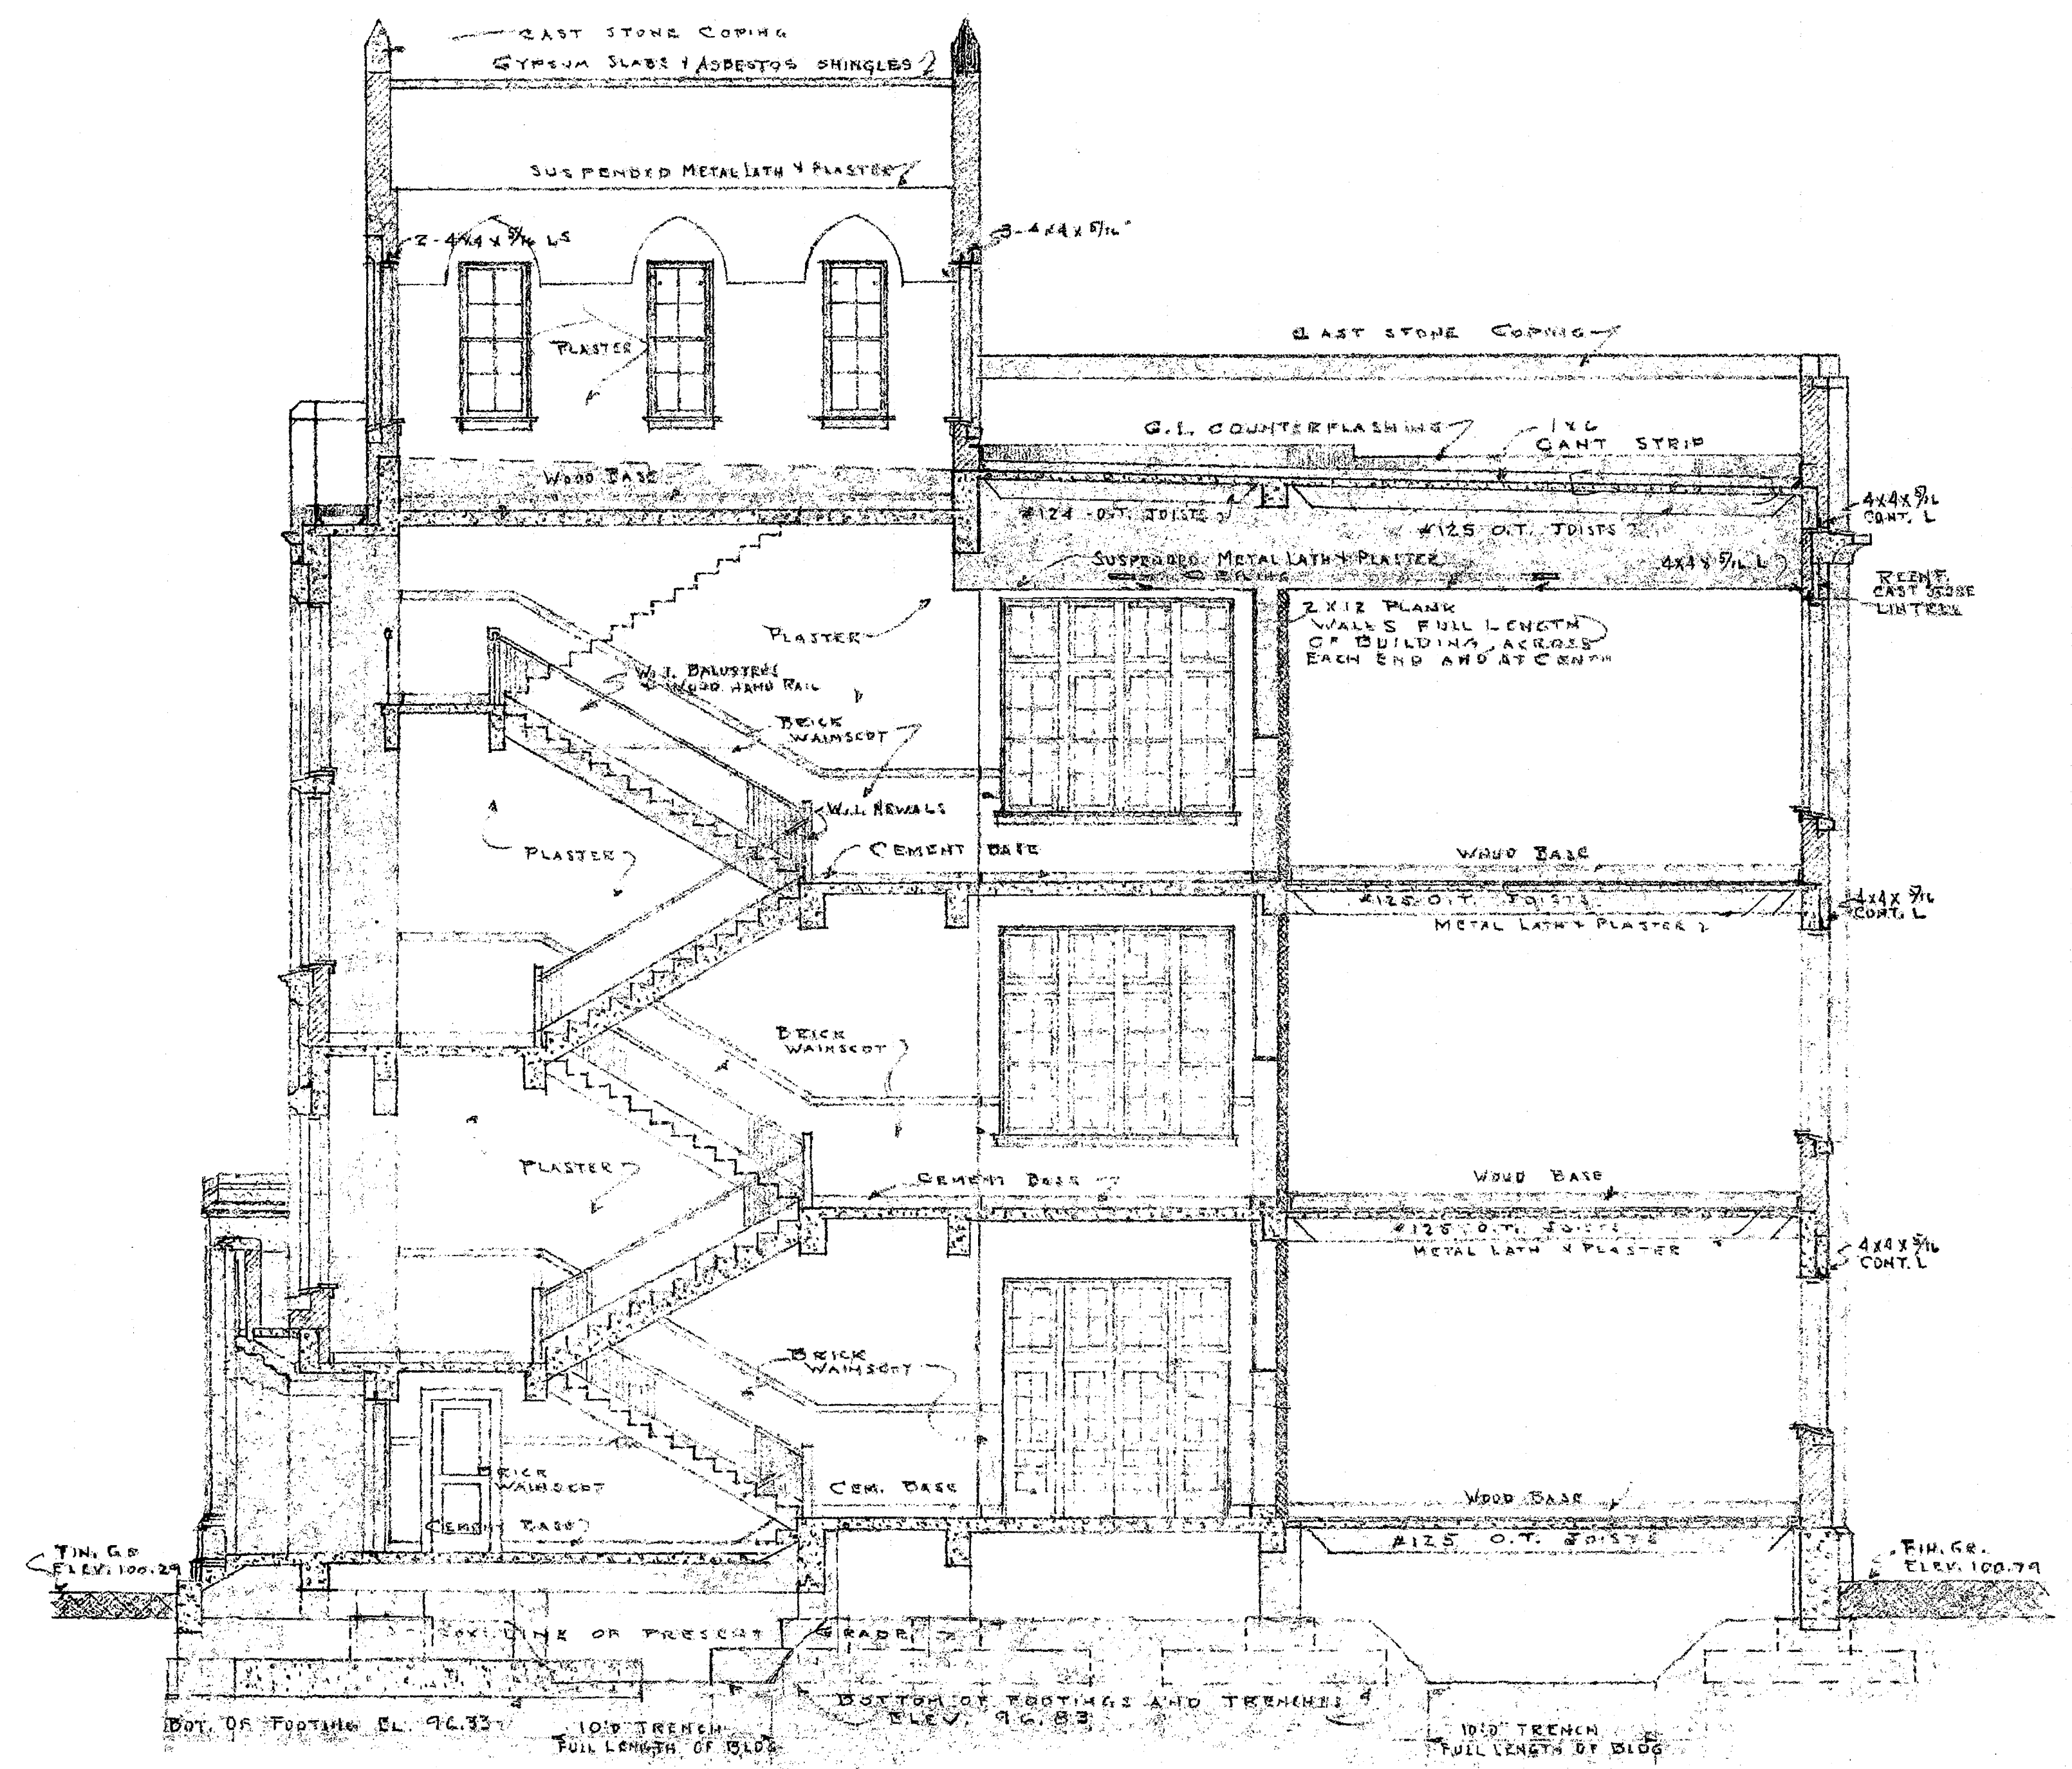 CAST STONE COPING
GYPSUM SLABS & ASBESTOS SHINGLES
SUSPENDED METAL LATH & PLASTER
2-4x4x5/16 LS
3-4x4x5/16"
PLASTER
CAST STONE COPING
G.I. COUNTERFLASHING
1x6
CANT STRIP
WOOD BASE
#124 O.T. JOISTS
#125 O.T. JOISTS
4x4x5/16
CONT. L
SUSPENDED METAL LATH & PLASTER
CEILING
4x4x5/16 L
REINF.
CAST STONE
LINTELS
2x12 PLANK
WALLS FULL LENGTH
OF BUILDING, ACROSS
EACH END AND AT CENTR
PLASTER
W.I. BALUSTERS
WOOD HAND RAIL
BRICK
WAINSCOT
W.I. NEWALS
PLASTER
CEMENT BASE
WOOD BASE
#125 O.T. JOISTS
METAL LATH & PLASTER
4x4x5/16
CONT. L
BRICK
WAINSCOT
PLASTER
CEMENT BASE
WOOD BASE
#125 O.T. JOISTS
METAL LATH & PLASTER
4x4x5/16
CONT. L
BRICK
WAINSCOT
BRICK
WAINSCOT
CEM. BASE
WOOD BASE
CEMENT BASE
#125 O.T. JOISTS
FIN. GR
ELEV. 100.29
FIN. GR.
ELEV. 100.79
LINE OF PRESENT GRADE
BOTTOM OF FOOTINGS AND TRENCHES
ELEV. 96.83
BOT. OF FOOTING EL. 96.33
10'0 TRENCH
FULL LENGTH OF BLDG
10'0 TRENCH
FULL LENGTH OF BLDG